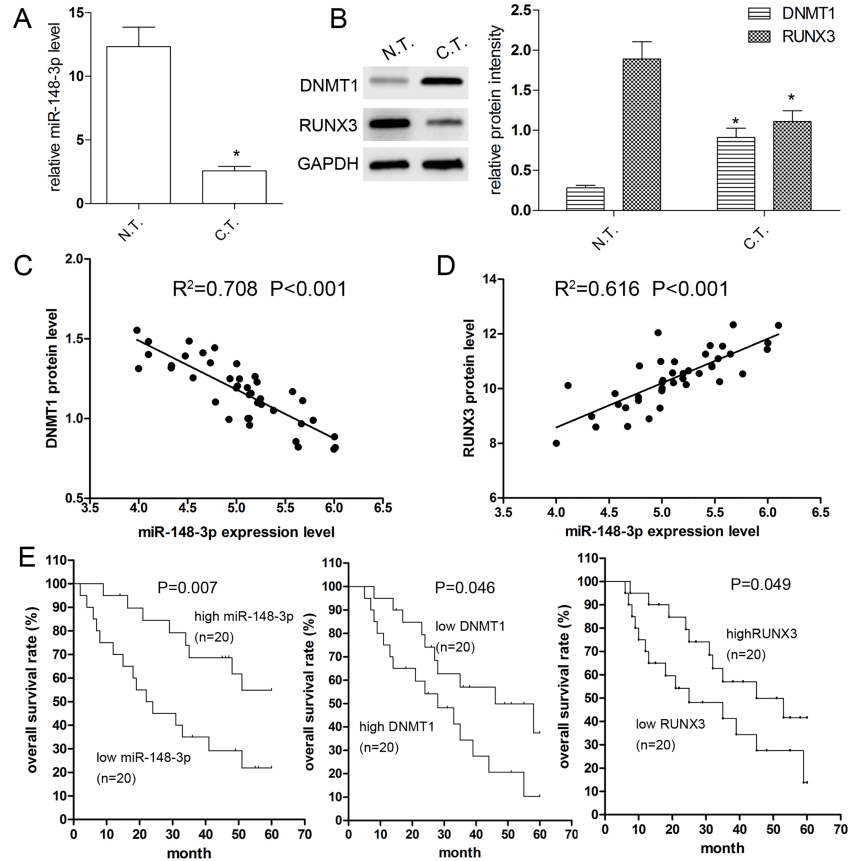 A
relative miR-148-3p level
15
10
5
0
N.T.
C.T.
*
B
N.T.
C.T.
DNMT1
RUNX3
GAPDH
relative protein intensity
2.5
2.0
1.5
1.0
0.5
0.0
DNMT1
RUNX3
*
*
N.T.
C.T.
C
R²=0.708 P<0.001
DNMT1 protein level
2.0
1.5
1.0
0.5
3.5 4.0 4.5 5.0 5.5 6.0 6.5
miR-148-3p expression level
D
R²=0.616 P<0.001
RUNX3 protein level
14
12
10
8
6
3.5 4.0 4.5 5.0 5.5 6.0 6.5
miR-148-3p expression level
E
overall survival rate (%)
110
100
90
80
70
60
50
40
30
20
10
0
P=0.007
high miR-148-3p
(n=20)
low miR-148-3p
(n=20)
0 10 20 30 40 50 60 70
month
overall survival rate (%)
110
100
90
80
70
60
50
40
30
20
10
0
P=0.046
low DNMT1
(n=20)
high DNMT1
(n=20)
0 10 20 30 40 50 60 70
month
overall survival rate (%)
110
100
90
80
70
60
50
40
30
20
10
0
P=0.049
highRUNX3
(n=20)
low RUNX3
(n=20)
0 10 20 30 40 50 60 70
month